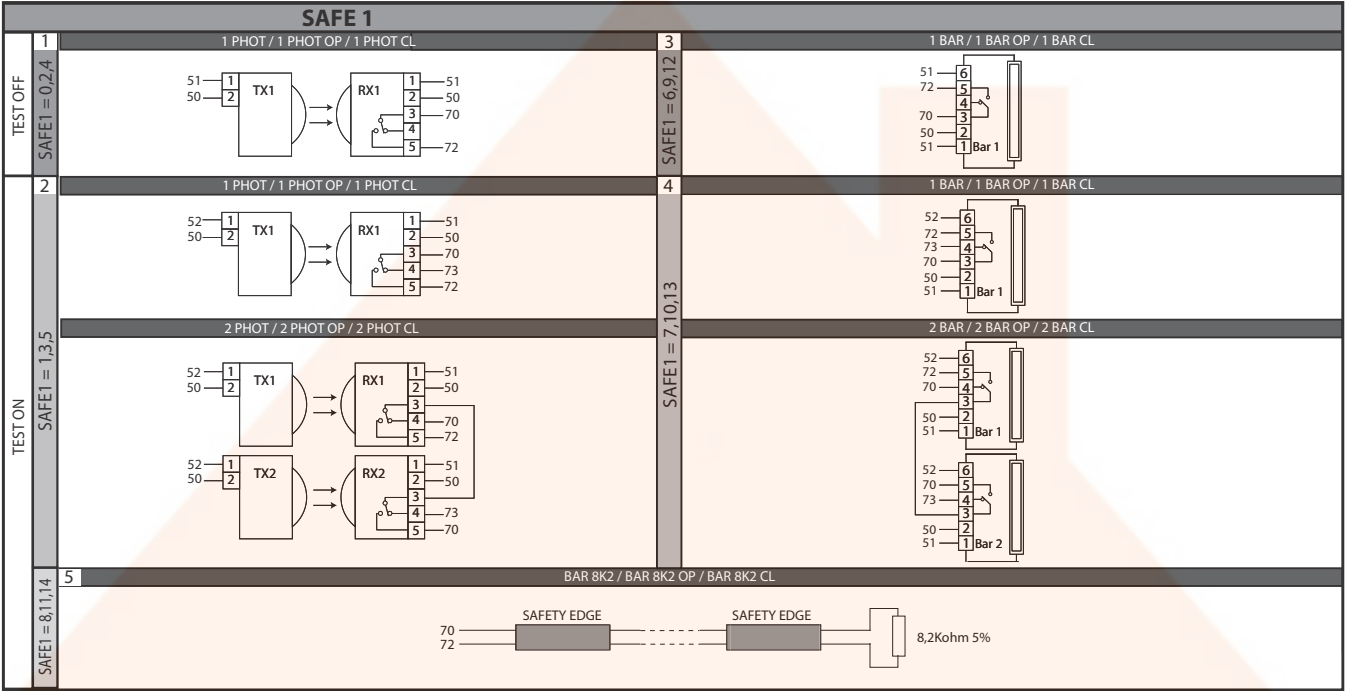 SAFE 1
TEST OFF
1
SAFE1 = 0,2,4
1 PHOT / 1 PHOT OP / 1 PHOT CL
51 1 TX1 RX1 1 51
50 2 2 50
3 70
4
5 72
3
SAFE1 = 6,9,12
1 BAR / 1 BAR OP / 1 BAR CL
51 6
72 5
4
70 3
50 2
51 1 Bar 1
TEST ON
2
SAFE1 = 1,3,5
1 PHOT / 1 PHOT OP / 1 PHOT CL
52 1 TX1 RX1 1 51
50 2 2 50
3 70
4 73
5 72
2 PHOT / 2 PHOT OP / 2 PHOT CL
52 1 TX1 RX1 1 51
50 2 2 50
3
4 70
5 72
52 1 TX2 RX2 1 51
50 2 2 50
3
4 73
5 70
4
SAFE1 = 7,10,13
1 BAR / 1 BAR OP / 1 BAR CL
52 6
72 5
73 4
70 3
50 2
51 1 Bar 1
2 BAR / 2 BAR OP / 2 BAR CL
52 6
72 5
70 4
3
50 2
51 1 Bar 1
52 6
70 5
73 4
3
50 2
51 1 Bar 2
SAFE1 = 8,11,14
5
BAR 8K2 / BAR 8K2 OP / BAR 8K2 CL
SAFETY EDGE SAFETY EDGE
70
72
8,2Kohm 5%